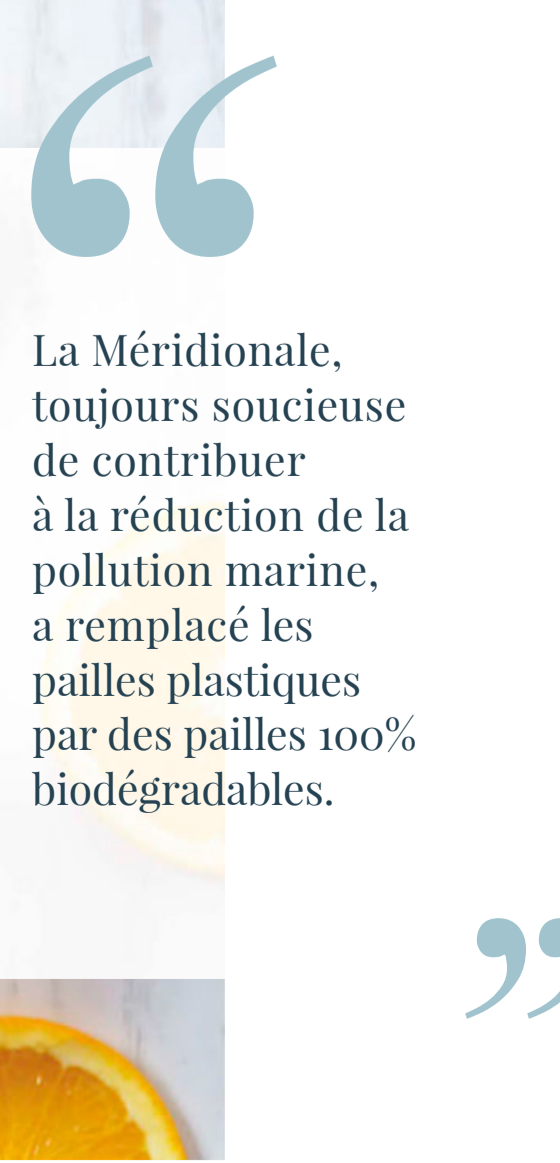 “
La Méridionale,
toujours soucieuse
de contribuer
à la réduction de la
pollution marine,
a remplacé les
pailles plastiques
par des pailles 100%
biodégradables.
”